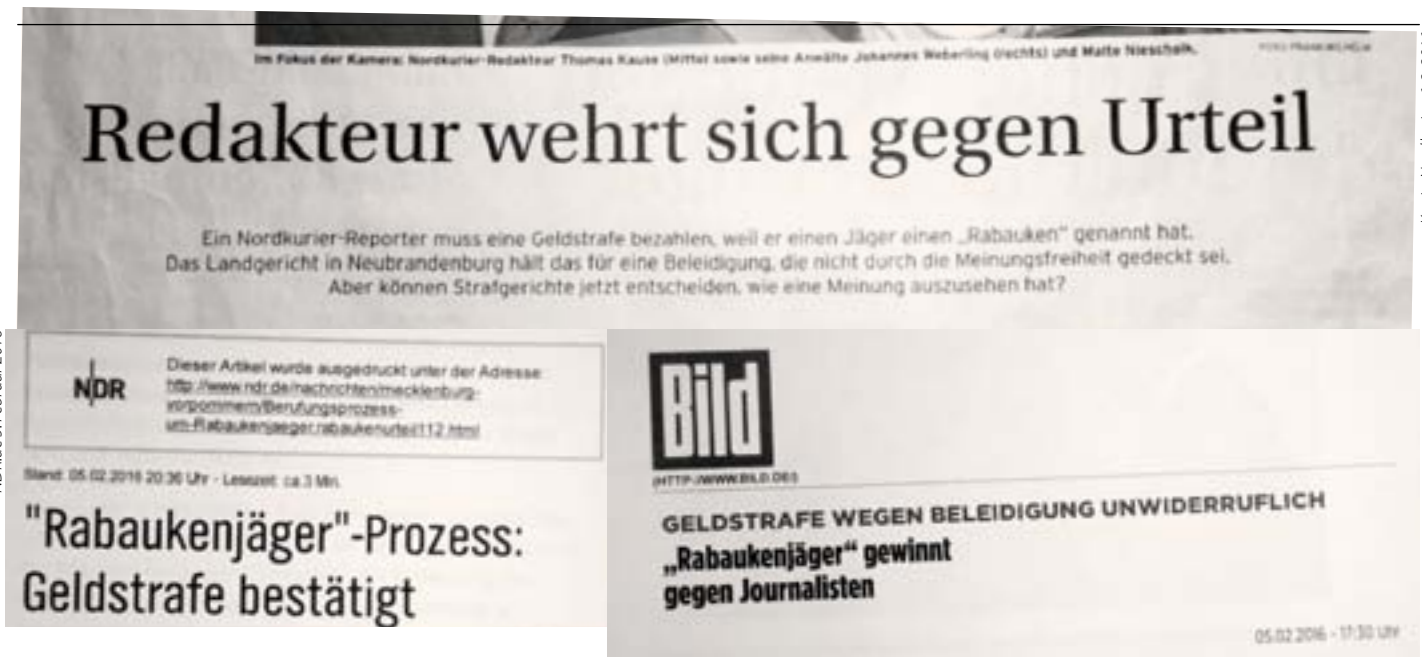 Im Fokus der Kamera: Nordkurier-Redakteur Thomas Krause (Mitte) sowie seine Anwälte Johannes Weberling (rechts) und Malte Nieschalk.
Redakteur wehrt sich gegen Urteil
Ein Nordkurier-Reporter muss eine Geldstrafe bezahlen, weil er einen Jäger einen „Rabauken“ genannt hat.
Das Landgericht in Neubrandenburg hält das für eine Beleidigung, die nicht durch die Meinungsfreiheit gedeckt sei.
Aber können Strafgerichte jetzt entscheiden, wie eine Meinung auszusehen hat?
NDR
Dieser Artikel wurde ausgedruckt unter der Adresse:
http://www.ndr.de/nachrichten/mecklenburg-
vorpommern/Berufungsprozess-
um-Rabaukenjaeger,rabaukenurteil112.html
Stand: 05.02.2016 20:36 Uhr - Lesezeit: ca.3 Min.
"Rabaukenjäger"-Prozess:
Geldstrafe bestätigt
Bild
(HTTP://WWW.BILD.DE/)
GELDSTRAFE WEGEN BELEIDIGUNG UNWIDERRUFLICH
„Rabaukenjäger“ gewinnt
gegen Journalisten
05.02.2016 - 17:30 Uhr